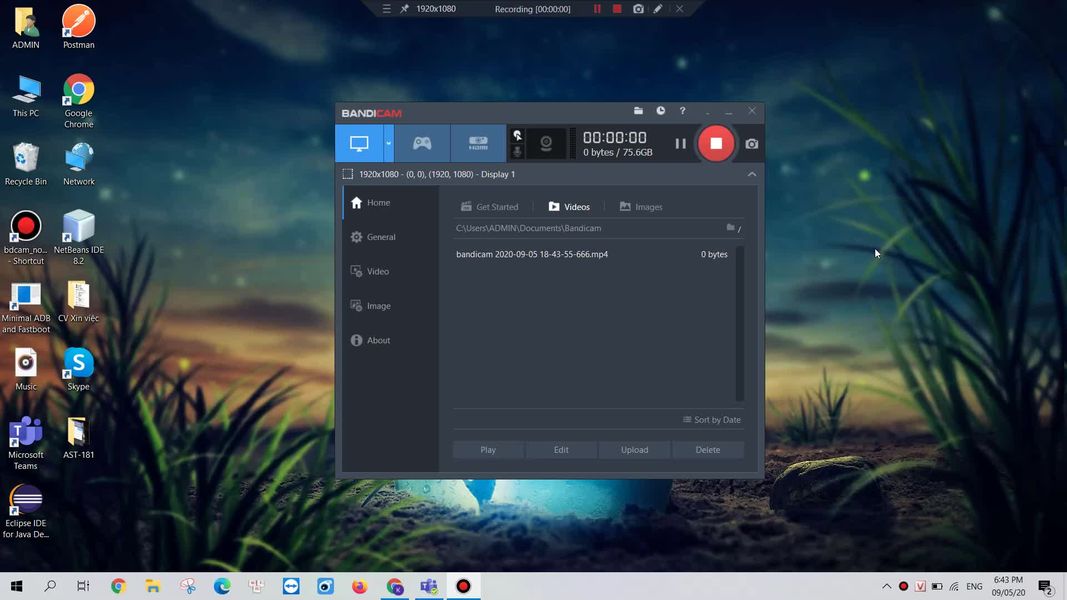 1920x1080
Recording [00:00:00]
ADMIN
Postman
This PC
Google
Chrome
Recycle Bin
Network
bdcam_no...
- Shortcut
NetBeans IDE
8.2
Minimal ADB
and Fastboot
CV Xin việc
Music
Skype
Microsoft
Teams
AST-181
Eclipse IDE
for Java De...
BANDICAM
HDMI
00:00:00
0 bytes / 75.6GB
1920x1080 - (0, 0), (1920, 1080) - Display 1
Home
General
Video
Image
About
Get Started
Videos
Images
C:\Users\ADMIN\Documents\Bandicam
bandicam 2020-09-05 18-43-55-666.mp4
0 bytes
Sort by Date
Play
Edit
Upload
Delete
ENG
6:43 PM
09/05/20
2